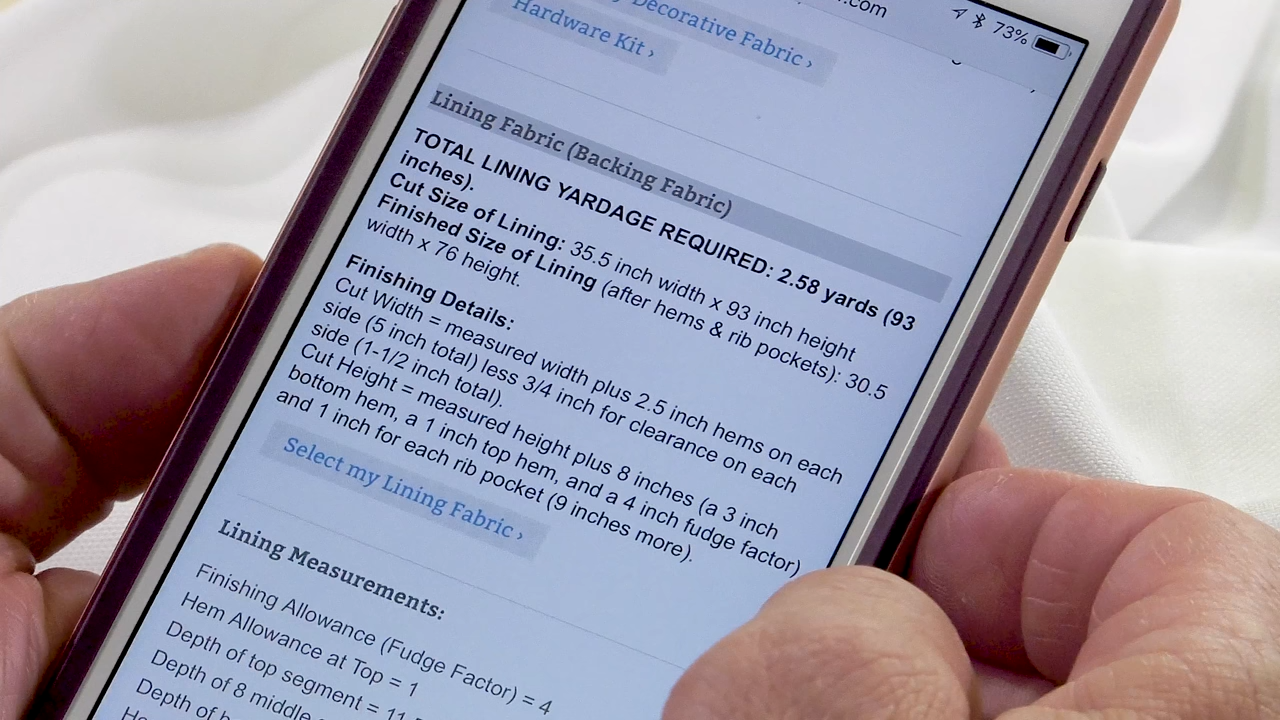 .com 73%
Decorative Fabric ›
Hardware Kit ›
Lining Fabric (Backing Fabric)
TOTAL LINING YARDAGE REQUIRED: 2.58 yards (93
inches).
Cut Size of Lining: 35.5 inch width x 93 inch height
Finished Size of Lining (after hems & rib pockets): 30.5
width x 76 height.
Finishing Details:
Cut Width = measured width plus 2.5 inch hems on each
side (5 inch total) less 3/4 inch for clearance on each
side (1-1/2 inch total).
Cut Height = measured height plus 8 inches (a 3 inch
bottom hem, a 1 inch top hem, and a 4 inch fudge factor)
and 1 inch for each rib pocket (9 inches more).
Select my Lining Fabric ›
Lining Measurements:
Finishing Allowance (Fudge Factor) = 4
Hem Allowance at Top = 1
Depth of top segment = 11.
Depth of 8 middle
Depth of